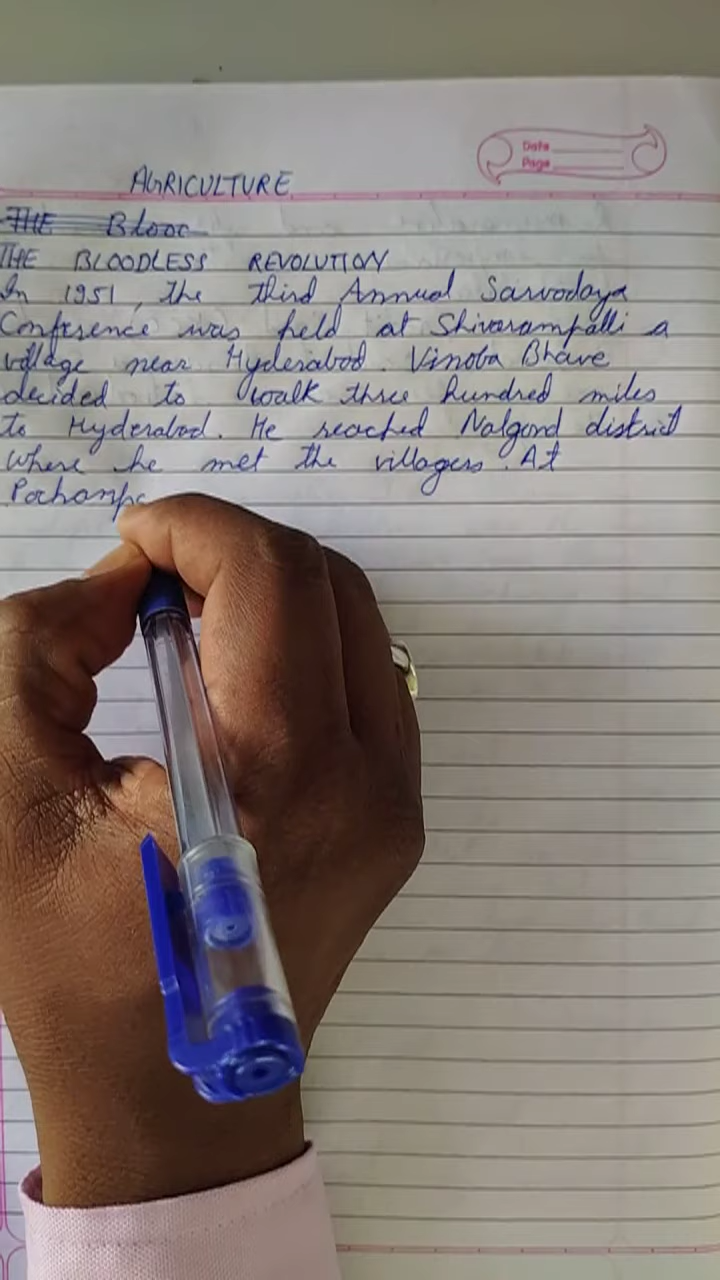 Date
Page
AGRICULTURE
THE Blooc
THE BLOODLESS REVOLUTION
In 1951, the third Annual Sarvodaya
Conference was held at Shivarampalli a
village near Hyderabad. Vinoba Bhave
decided to walk three hundred miles
to Hyderabad. He reached Nalgond district
where he met the villagers. At
Pochampa